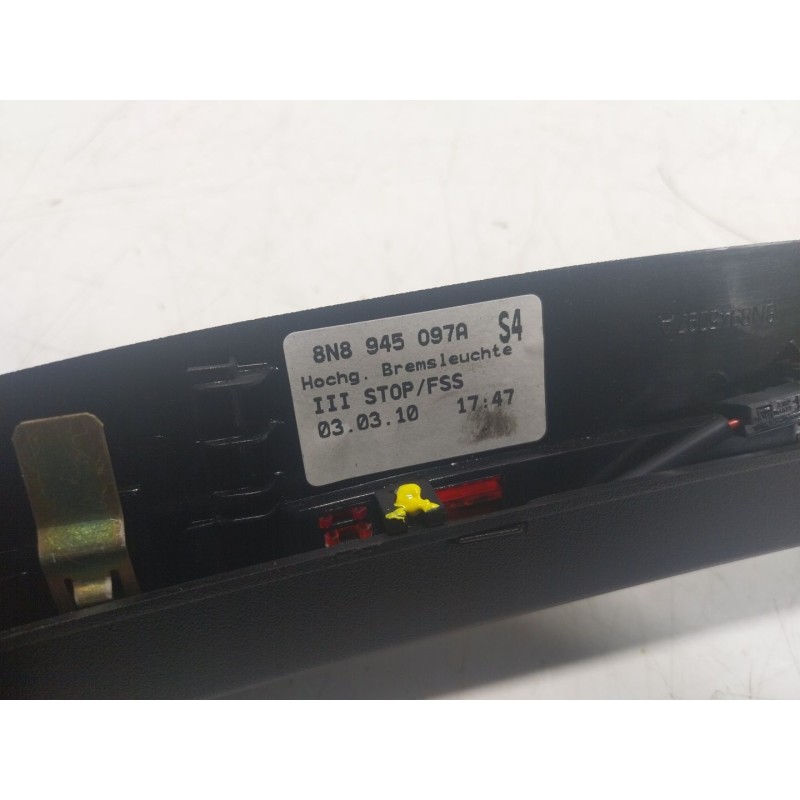 8N8 945 097A S4
Hochg. Bremsleuchte
III STOP/FSS
03.03.10 17:47